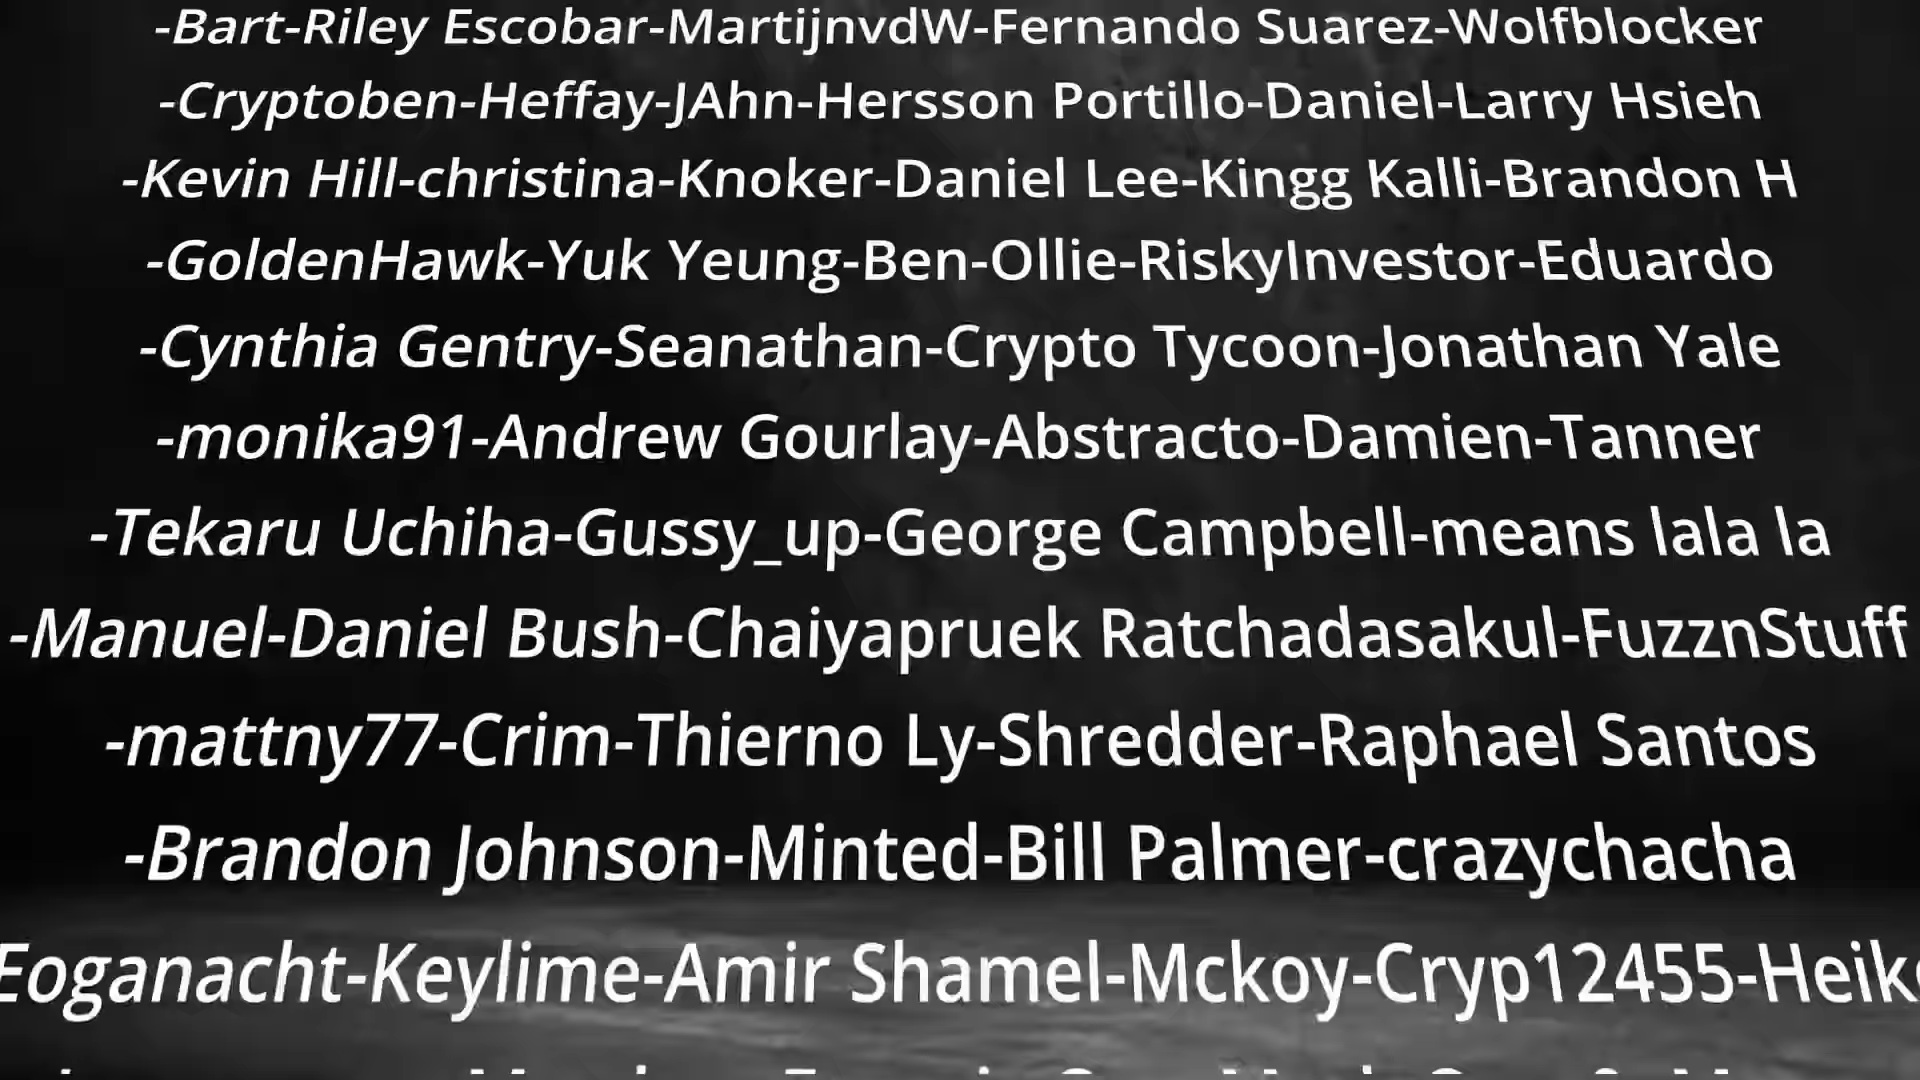 -Bart-Riley Escobar-MartijnvdW-Fernando Suarez-Wolfblocker
-Cryptoben-Heffay-JAhn-Hersson Portillo-Daniel-Larry Hsieh
-Kevin Hill-christina-Knoker-Daniel Lee-Kingg Kalli-Brandon H
-GoldenHawk-Yuk Yeung-Ben-Ollie-RiskyInvestor-Eduardo
-Cynthia Gentry-Seanathan-Crypto Tycoon-Jonathan Yale
-monika91-Andrew Gourlay-Abstracto-Damien-Tanner
-Tekaru Uchiha-Gussy_up-George Campbell-means lala la
-Manuel-Daniel Bush-Chaiyapruek Ratchadasakul-FuzznStuff
-mattny77-Crim-Thierno Ly-Shredder-Raphael Santos
-Brandon Johnson-Minted-Bill Palmer-crazychacha
Eoganacht-Keylime-Amir Shamel-Mckoy-Cryp12455-Heiko